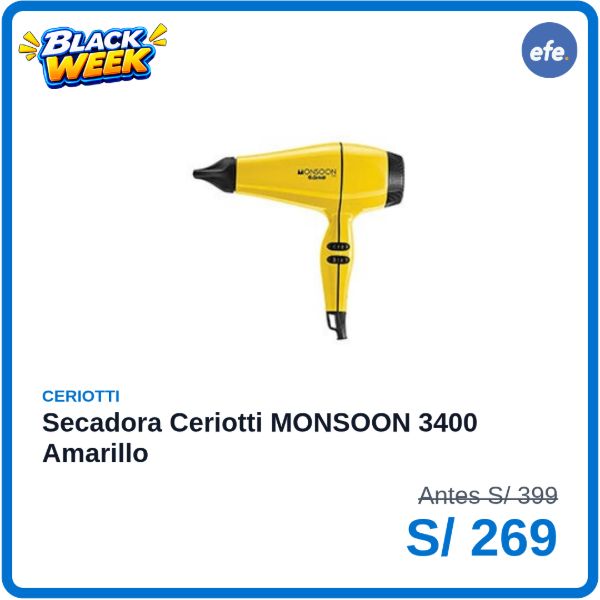 BLACK
WEEK
efe.
MONSOON
CERIOTTI
Secadora Ceriotti MONSOON 3400
Amarillo
Antes S/ 399
S/ 269